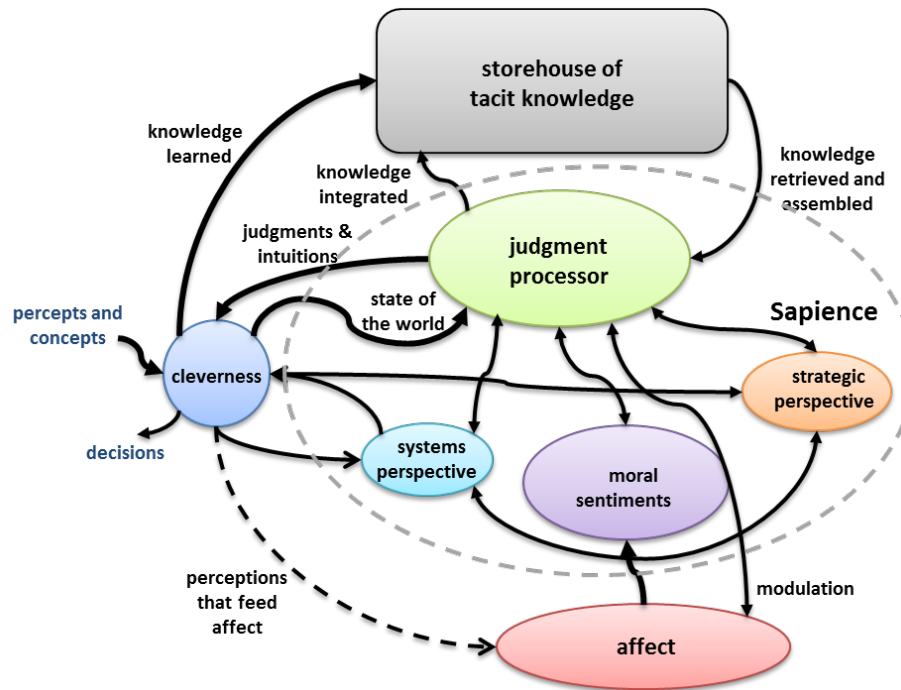 storehouse of
tacit knowledge
knowledge
learned
knowledge
integrated
knowledge
retrieved and
assembled
judgments &
intuitions
judgment
processor
state of
the world
Sapience
percepts and
concepts
cleverness
strategic
perspective
decisions
systems
perspective
moral
sentiments
perceptions
that feed
affect
modulation
affect